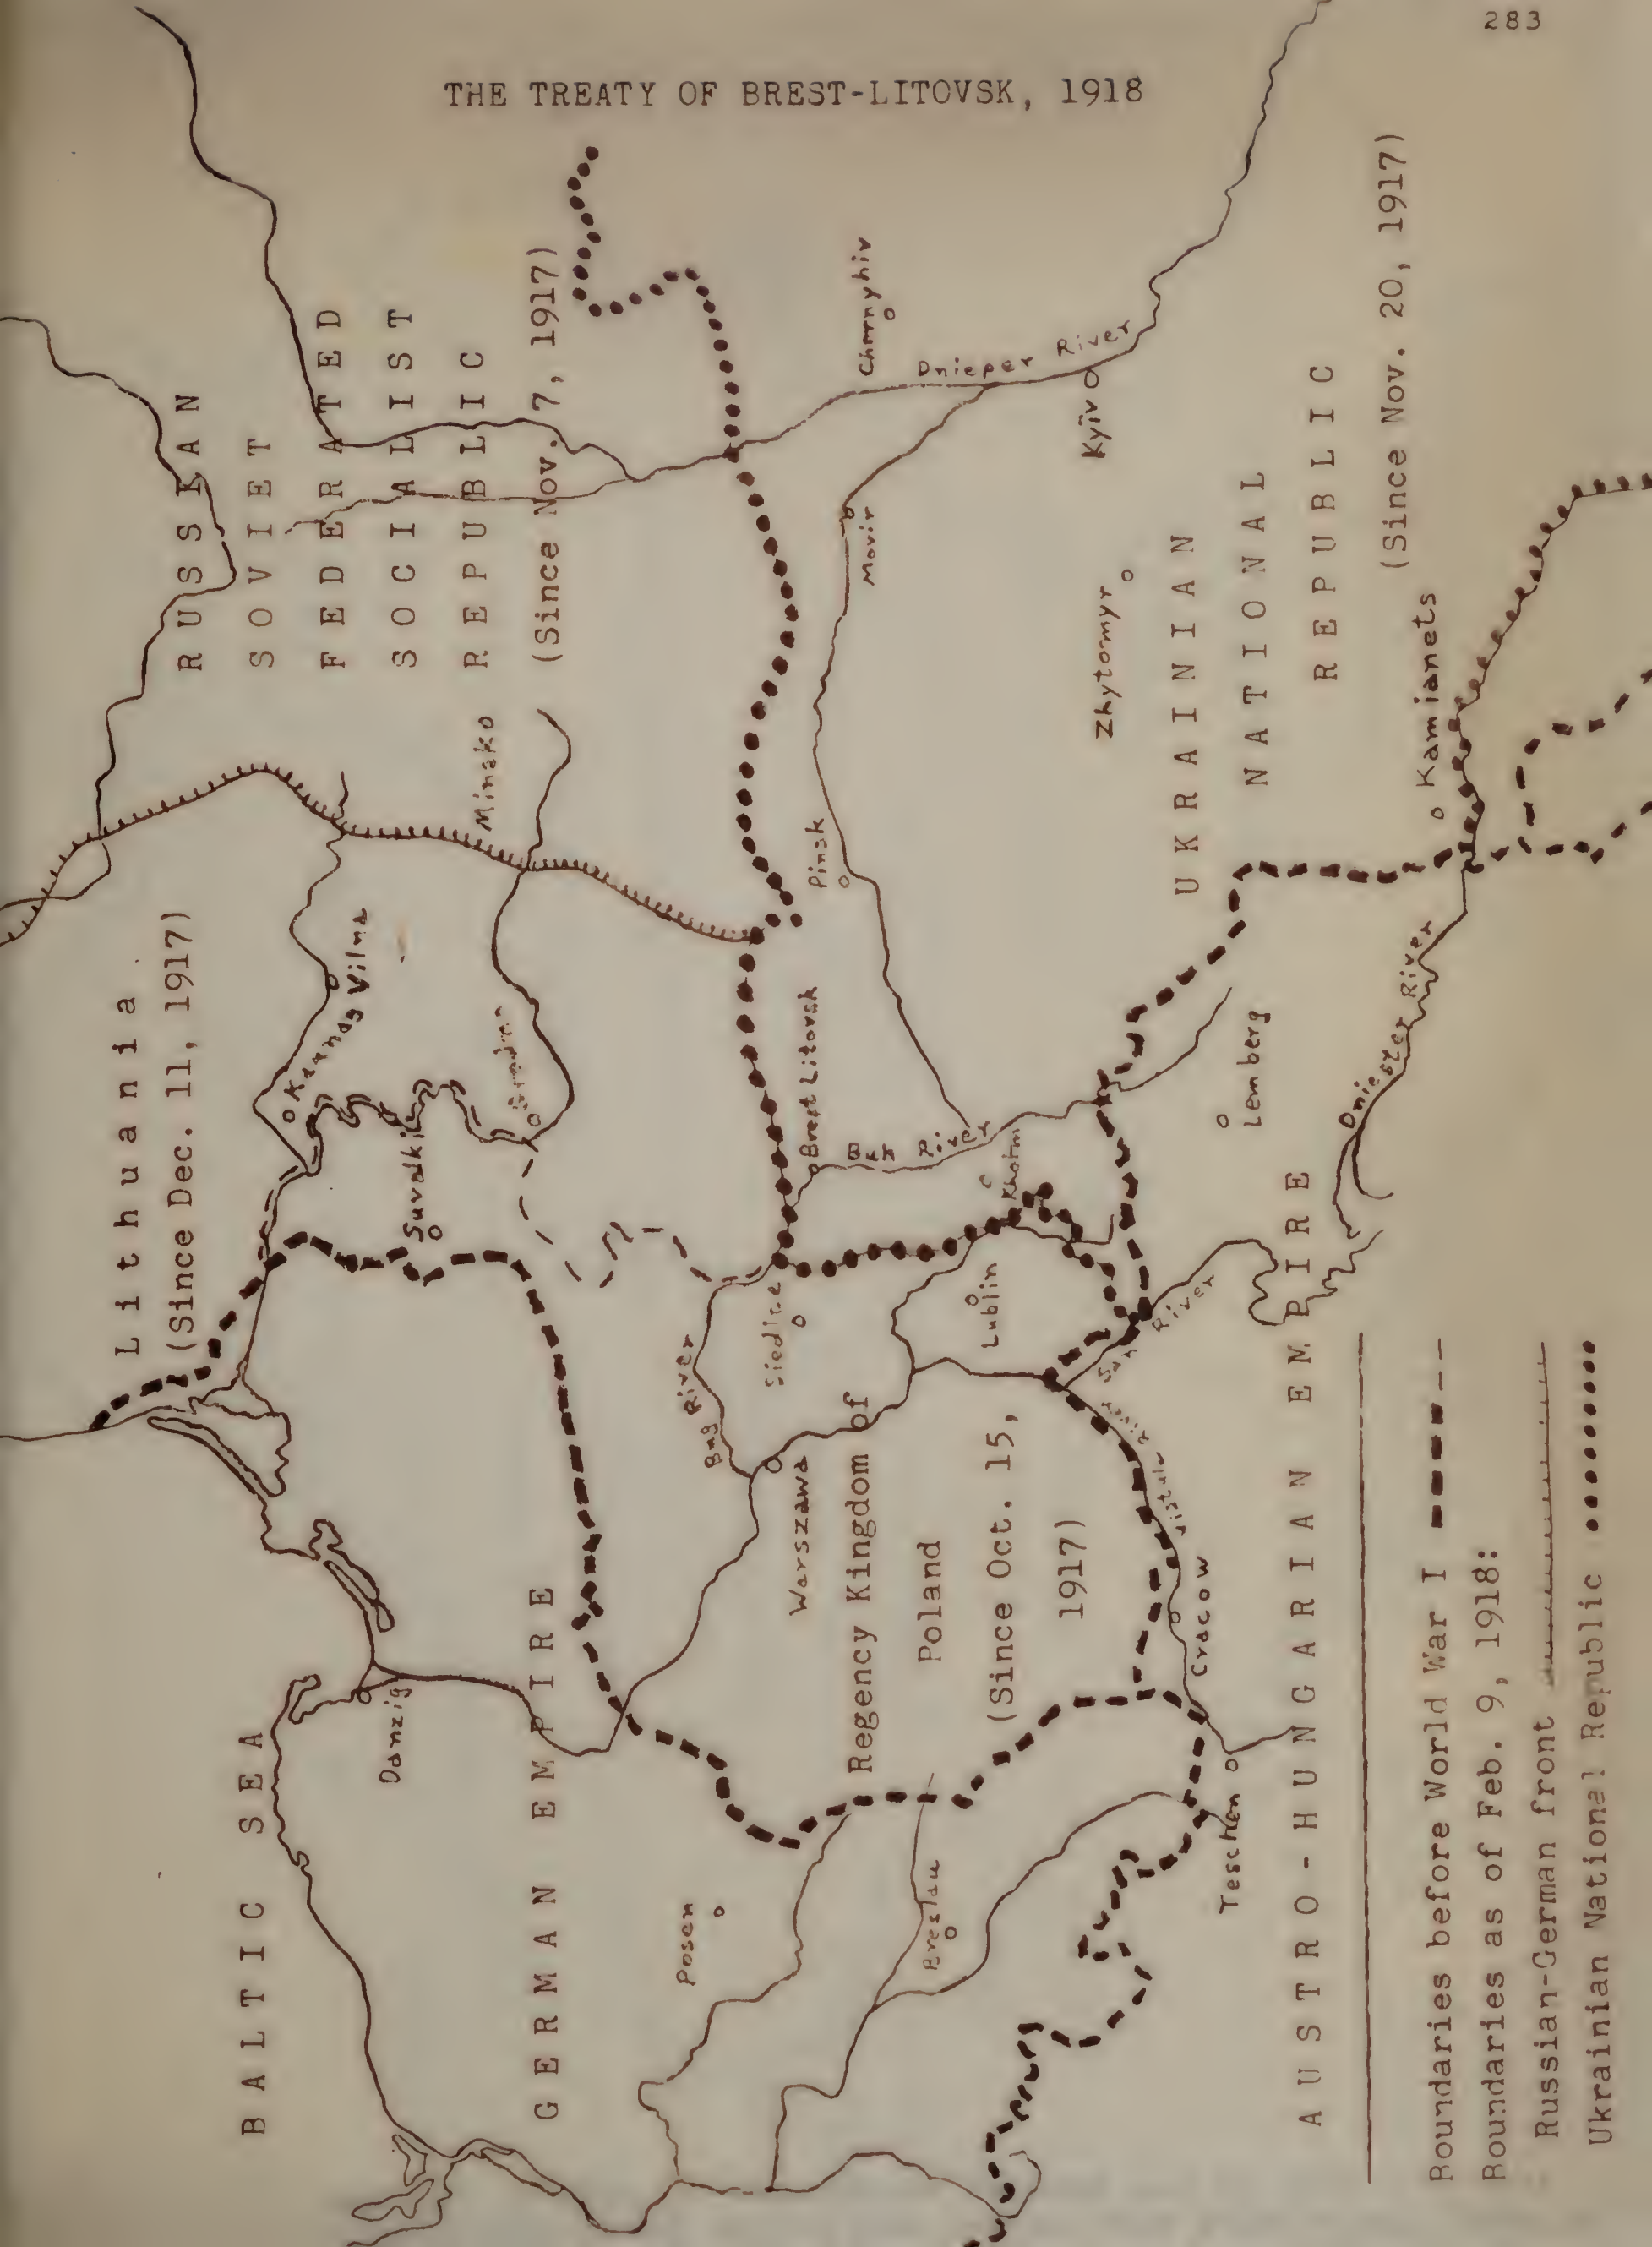 283
THE TREATY OF BREST-LITOVSK, 1918
BALTIC SEA
Lithuania
(Since Dec. 11, 1917)
RUSSIAN
SOVIET
FEDERATED
SOCIALIST
REPUBLIC
(Since Nov. 7, 1917)
Kaunas
Vilna
Suvalki
Minsk
Danzig
GERMAN EMPIRE
Posen
Breslau
Bug River
Siedlce
Warszawa
Regency Kingdom of
Poland
(Since Oct. 15,
1917)
Lublin
Brest Litovsk
Buh River
Kholm
Pinsk
Mozir
Chernyhiv
Dnieper River
Kyïv
Zhytomyr
UKRAINIAN
NATIONAL
REPUBLIC
(Since Nov. 20, 1917)
Kamianets
Lemberg
Dniester River
San River
Vistula River
Cracow
Teschen
AUSTRO-HUNGARIAN EMPIRE
Boundaries before World War I
Boundaries as of Feb. 9, 1918:
Russian-German front
Ukrainian National Republic